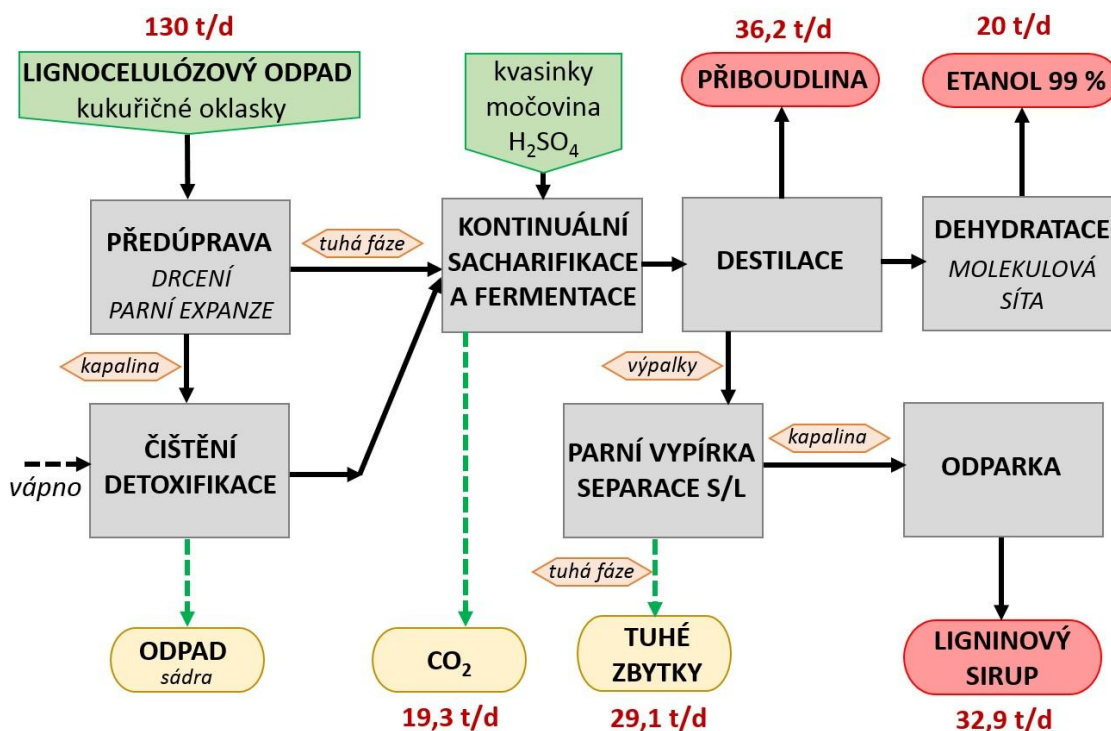 130 t/d
LIGNOCELULÓZOVÝ ODPAD
kukuřičné oklasky
kvasinky
močovina
H₂SO₄
36,2 t/d
PŘIBOUDLINA
20 t/d
ETANOL 99 %
PŘEDÚPRAVA
DRCENÍ
PARNÍ EXPANZE
tuhá fáze
KONTINUÁLNÍ
SACHARIFIKACE
A FERMENTACE
DESTILACE
DEHYDRATACE
MOLEKULOVÁ
SÍTA
kapalina
výpalky
vápno
ČIŠTĚNÍ
DETOXIFIKACE
PARNÍ VYPÍRKA
SEPARACE S/L
kapalina
ODPARKA
tuhá fáze
ODPAD
sádra
CO₂
19,3 t/d
TUHÉ
ZBYTKY
29,1 t/d
LIGNINOVÝ
SIRUP
32,9 t/d